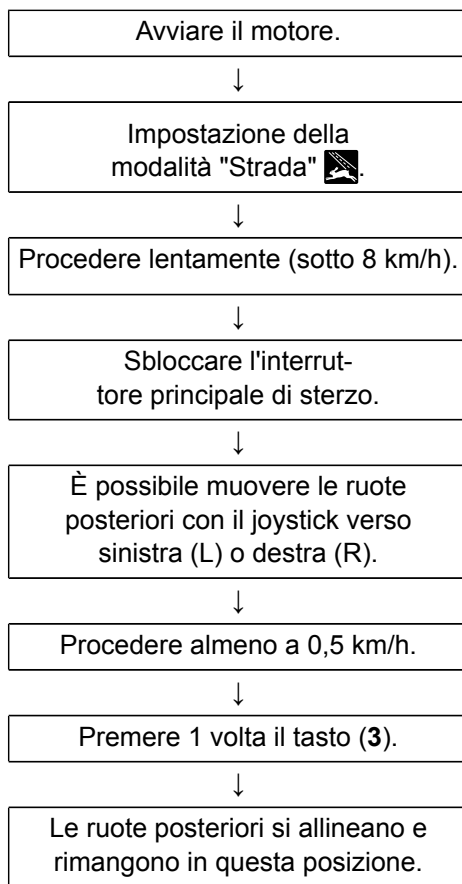 Avviare il motore.
↓
Impostazione della
modalità "Strada" .
↓
Procedere lentamente (sotto 8 km/h).
↓
Sbloccare l'interrut-
tore principale di sterzo.
↓
È possibile muovere le ruote
posteriori con il joystick verso
sinistra (L) o destra (R).
↓
Procedere almeno a 0,5 km/h.
↓
Premere 1 volta il tasto (3).
↓
Le ruote posteriori si allineano e
rimangono in questa posizione.